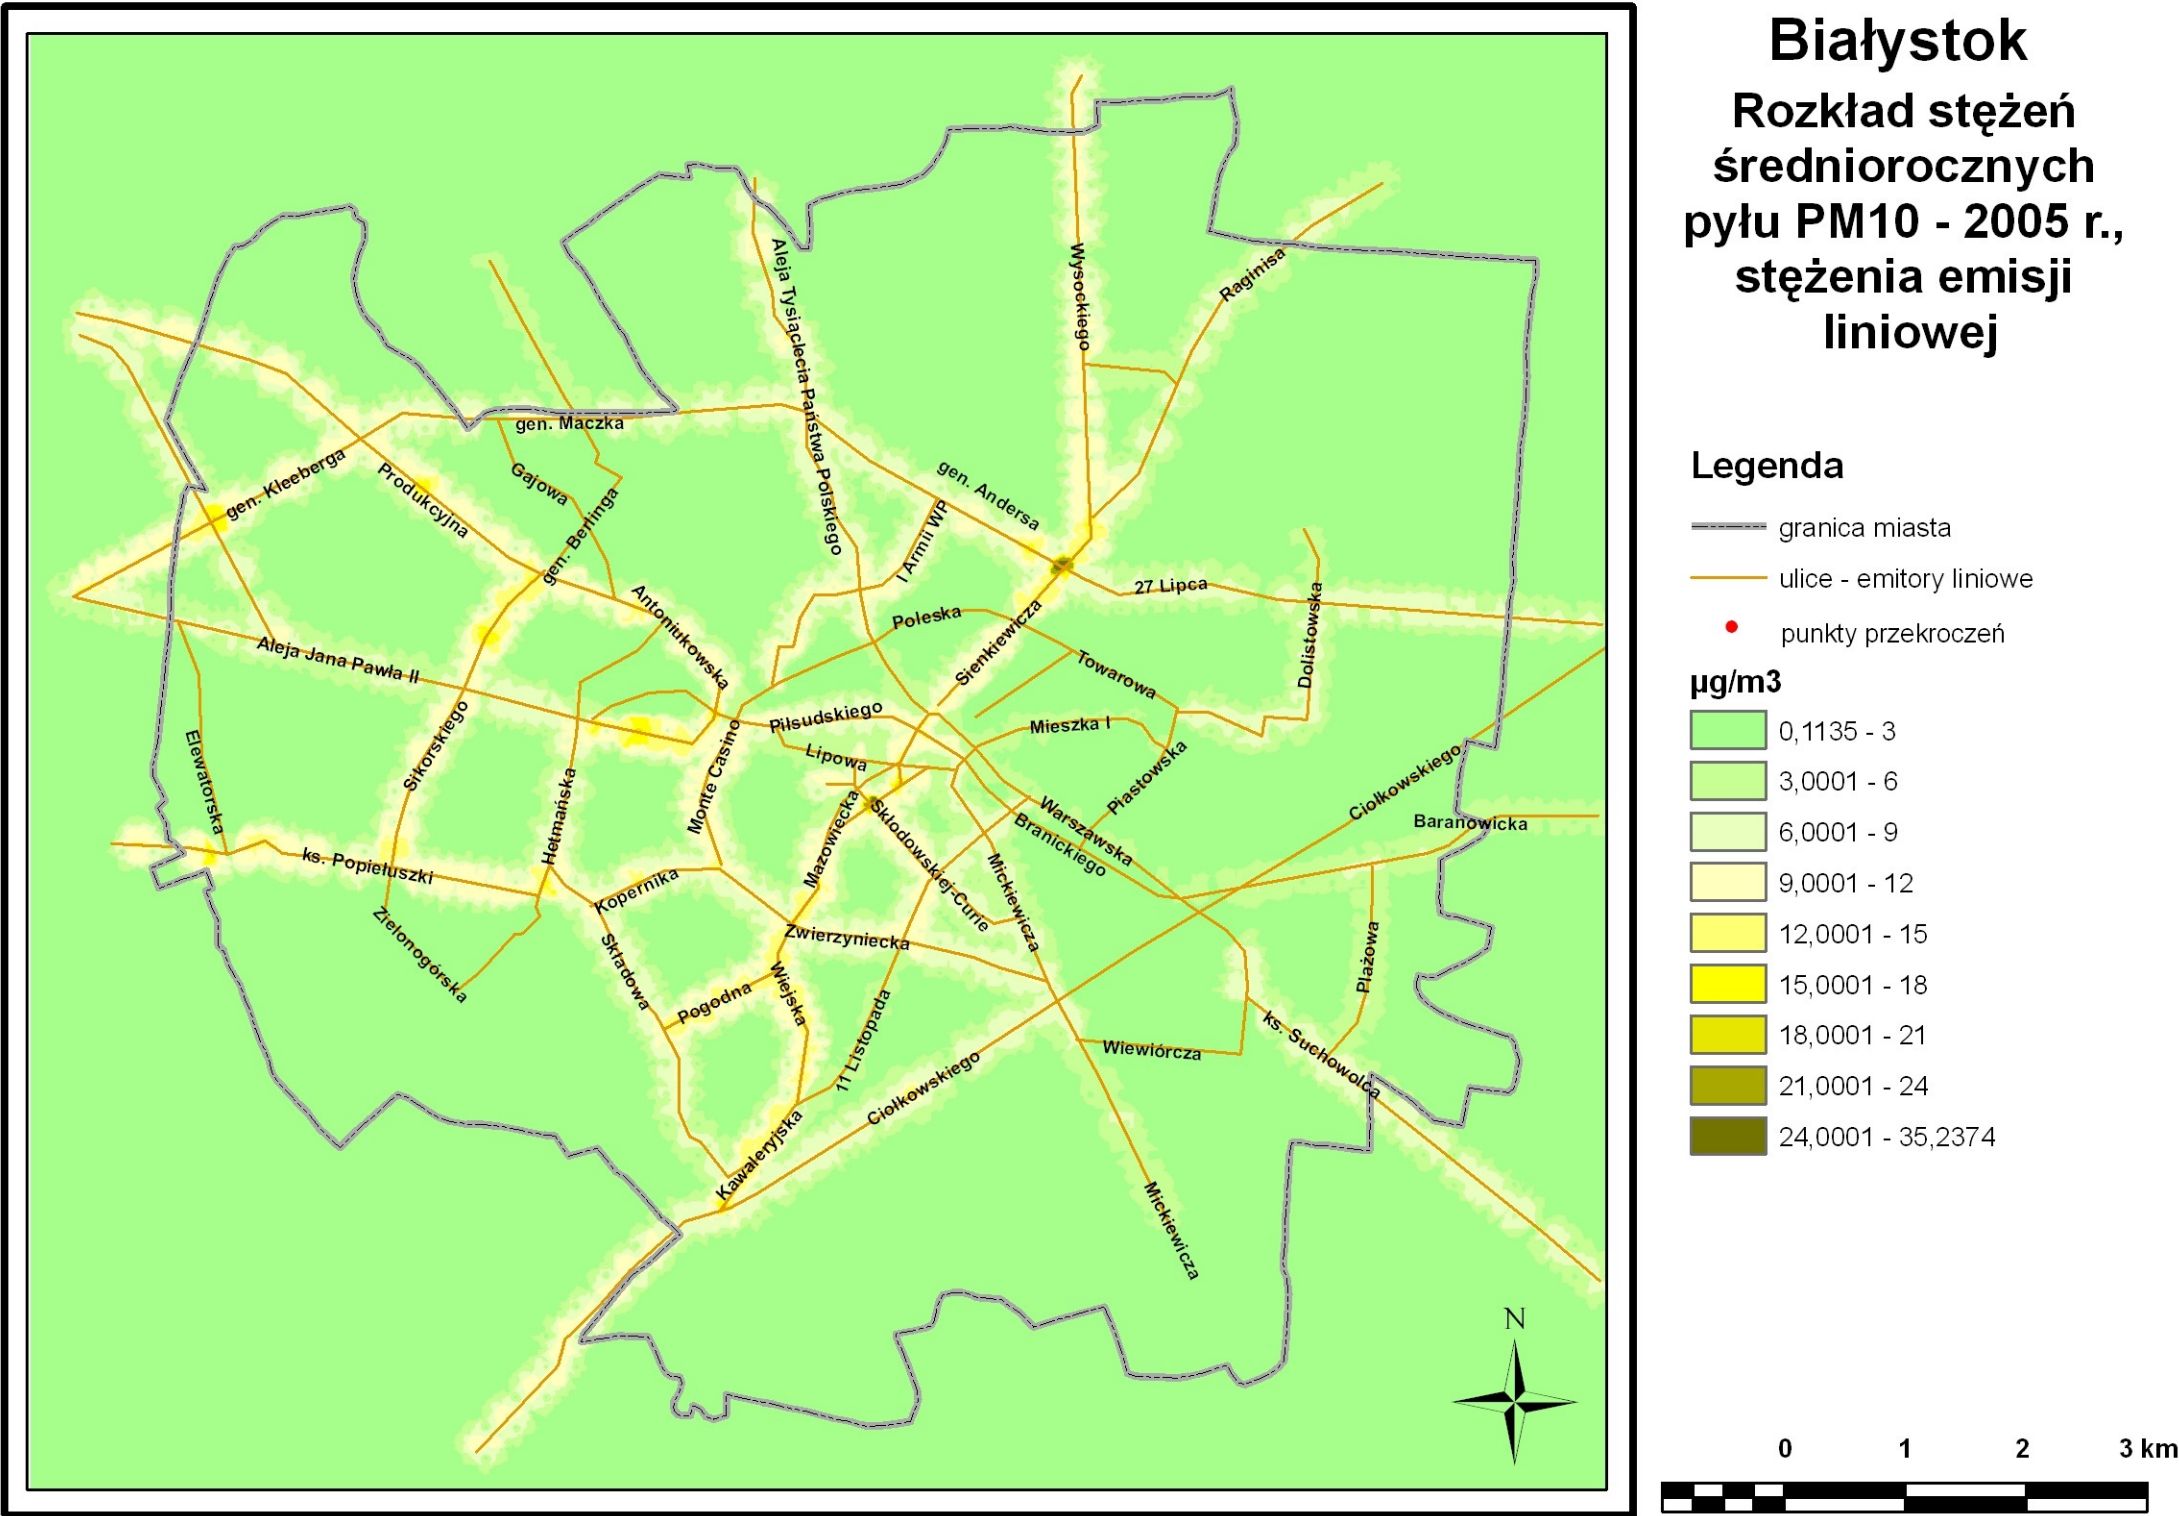 Białystok
Rozkład stężeń
średniorocznych
pyłu PM10 - 2005 r.,
stężenia emisji
liniowej
Legenda
granica miasta
ulice - emitory liniowe
punkty przekroczeń
µg/m3
0,1135 - 3
3,0001 - 6
6,0001 - 9
9,0001 - 12
12,0001 - 15
15,0001 - 18
18,0001 - 21
21,0001 - 24
24,0001 - 35,2374
N
0 1 2 3 km
Aleja Tysiąclecia Państwa Polskiego
Wysockiego
Raginisa
gen. Maczka
gen. Kleeberga
Produkcyjna
Gajowa
gen. Berlinga
gen. Andersa
I Armii WP
27 Lipca
Antoniukowska
Poleska
Sienkiewicza
Towarowa
Dolistowska
Aleja Jana Pawła II
Elewatorska
Sikorskiego
Hetmańska
Monte Casino
Piłsudskiego
Lipowa
Mieszka I
Piastowska
Ciołkowskiego
Baranowicka
Mazowiecka
Skłodowskiej-Curie
Warszawska
Branickiego
Mickiewicza
ks. Popiełuszki
Kopernika
Zielonogórska
Składowa
Zwierzyniecka
Pogodna
Wiejska
11 Listopada
Plażowa
Wiewiórcza
ks. Suchowolca
Ciołkowskiego
Kawaleryjska
Mickiewicza